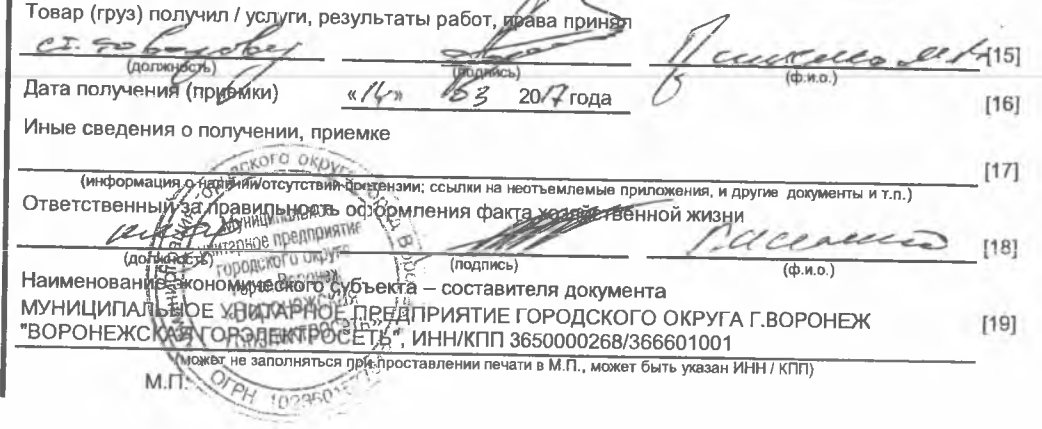 Товар (груз) получил / услуги, результаты работ, права принял
ст. товаровед [15]
(должность) (подпись) (ф.и.о.)
Дата получения (приемки) «14» 03 2017 года [16]
Иные сведения о получении, приемке
[17]
(информация о наличии/отсутствии претензии; ссылки на неотъемлемые приложения, и другие документы и т.п.)
Ответственный за правильность оформления факта хозяйственной жизни
[18]
(должность) (подпись) (ф.и.о.)
Наименование экономического субъекта – составителя документа
МУНИЦИПАЛЬНОЕ УНИТАРНОЕ ПРЕДПРИЯТИЕ ГОРОДСКОГО ОКРУГА Г.ВОРОНЕЖ [19]
"ВОРОНЕЖСКАЯ ГОРЭЛЕКТРОСЕТЬ", ИНН/КПП 3650000268/366601001
(может не заполняться при проставлении печати в М.П., может быть указан ИНН / КПП)
М.П.